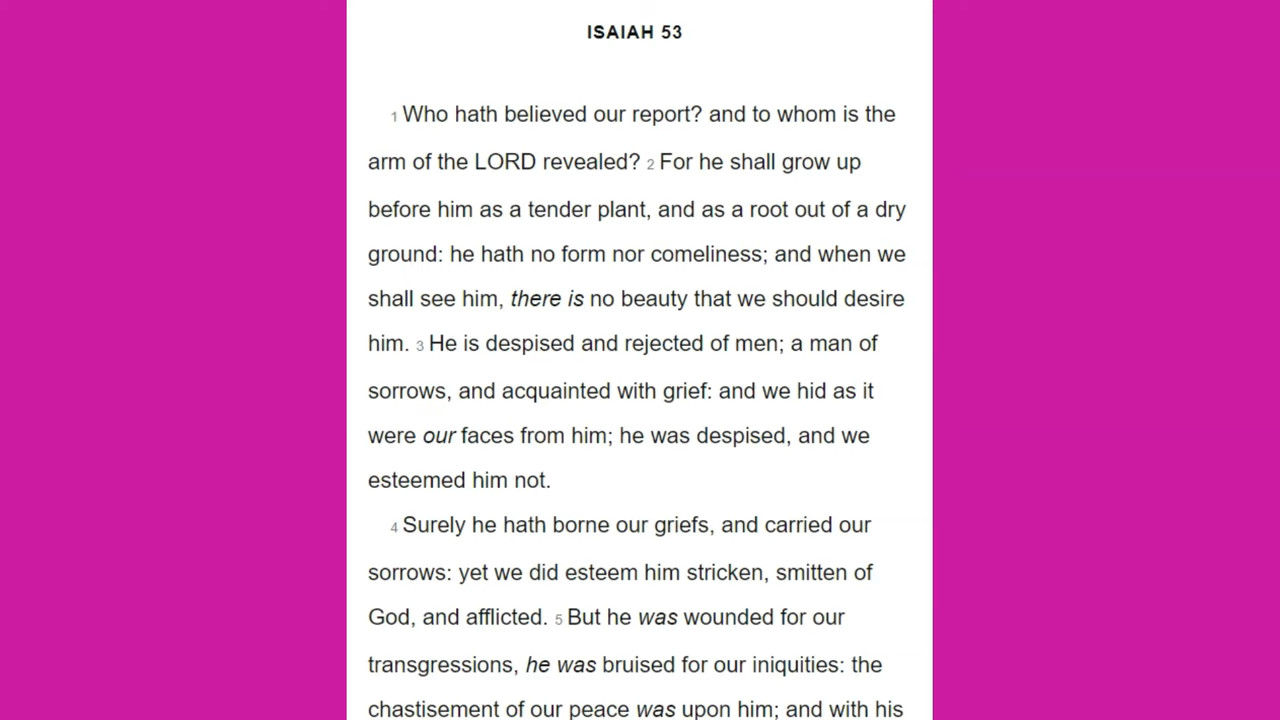 ISAIAH 53
1 Who hath believed our report? and to whom is the
arm of the LORD revealed? 2 For he shall grow up
before him as a tender plant, and as a root out of a dry
ground: he hath no form nor comeliness; and when we
shall see him, there is no beauty that we should desire
him. 3 He is despised and rejected of men; a man of
sorrows, and acquainted with grief: and we hid as it
were our faces from him; he was despised, and we
esteemed him not.
4 Surely he hath borne our griefs, and carried our
sorrows: yet we did esteem him stricken, smitten of
God, and afflicted. 5 But he was wounded for our
transgressions, he was bruised for our iniquities: the
chastisement of our peace was upon him; and with his